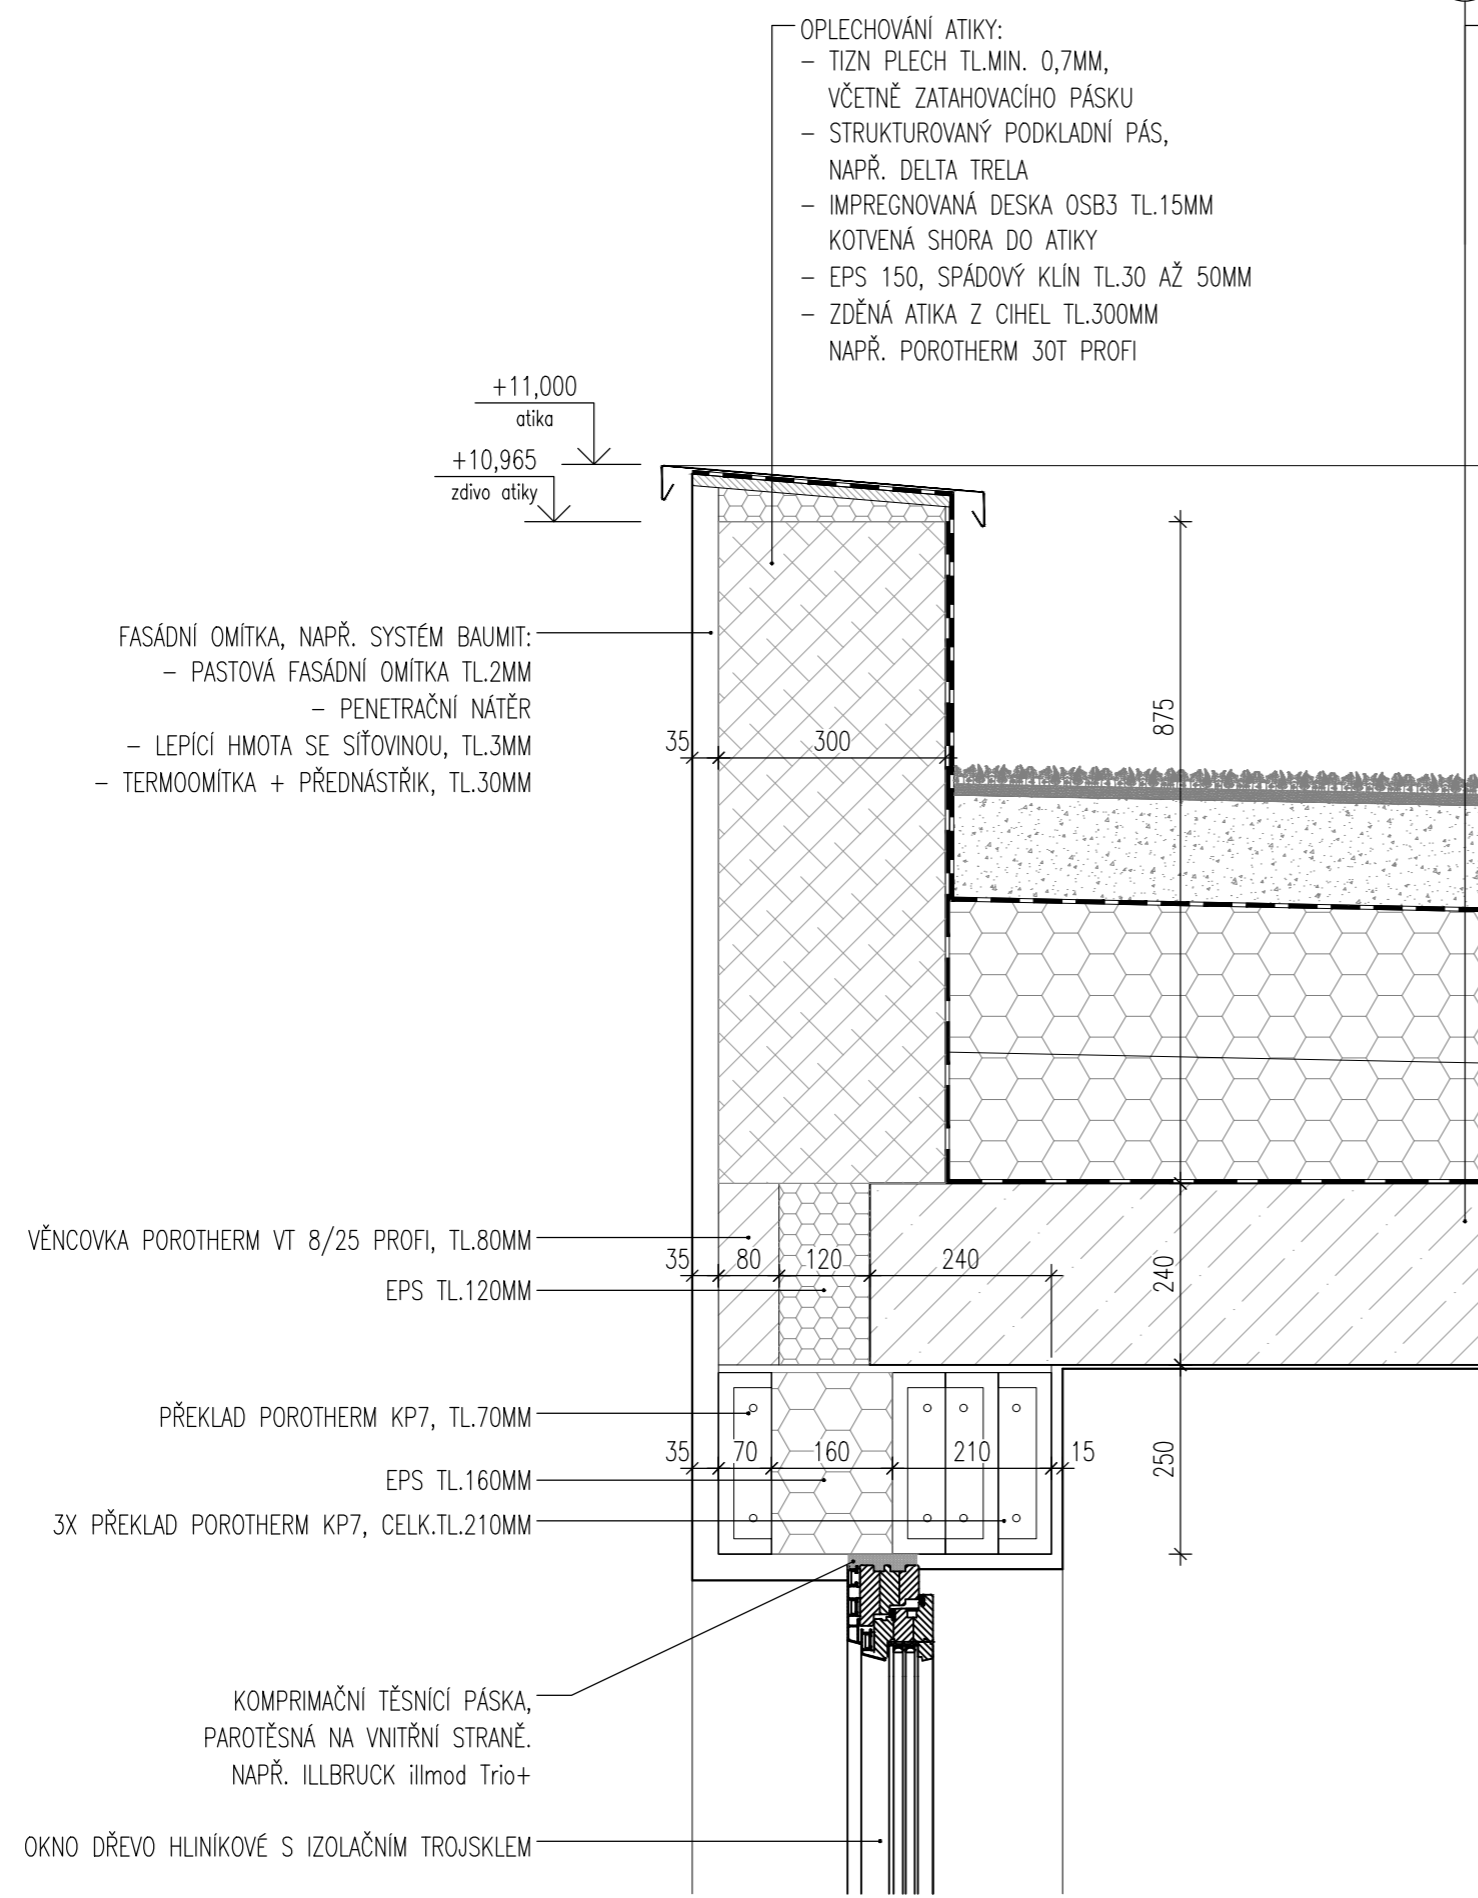 OPLECHOVÁNÍ ATIKY:
– TIZN PLECH TL.MIN. 0,7MM,
VČETNĚ ZATAHOVACÍHO PÁSKU
– STRUKTUROVANÝ PODKLADNÍ PÁS,
NAPŘ. DELTA TRELA
– IMPREGNOVANÁ DESKA OSB3 TL.15MM
KOTVENÁ SHORA DO ATIKY
– EPS 150, SPÁDOVÝ KLÍN TL.30 AŽ 50MM
– ZDĚNÁ ATIKA Z CIHEL TL.300MM
NAPŘ. POROTHERM 30T PROFI
+11,000
atika
+10,965
zdivo atiky
FASÁDNÍ OMÍTKA, NAPŘ. SYSTÉM BAUMIT:
– PASTOVÁ FASÁDNÍ OMÍTKA TL.2MM
– PENETRAČNÍ NÁTĚR
– LEPÍCÍ HMOTA SE SÍŤOVINOU, TL.3MM
– TERMOOMÍTKA + PŘEDNÁSTŘIK, TL.30MM
35 300
875
VĚNCOVKA POROTHERM VT 8/25 PROFI, TL.80MM
EPS TL.120MM
35 80 120 240
240
PŘEKLAD POROTHERM KP7, TL.70MM
EPS TL.160MM
3X PŘEKLAD POROTHERM KP7, CELK.TL.210MM
35 70 160 210 15
250
KOMPRIMAČNÍ TĚSNÍCÍ PÁSKA,
PAROTĚSNÁ NA VNITŘNÍ STRANĚ.
NAPŘ. ILLBRUCK illmod Trio+
OKNO DŘEVO HLINÍKOVÉ S IZOLAČNÍM TROJSKLEM